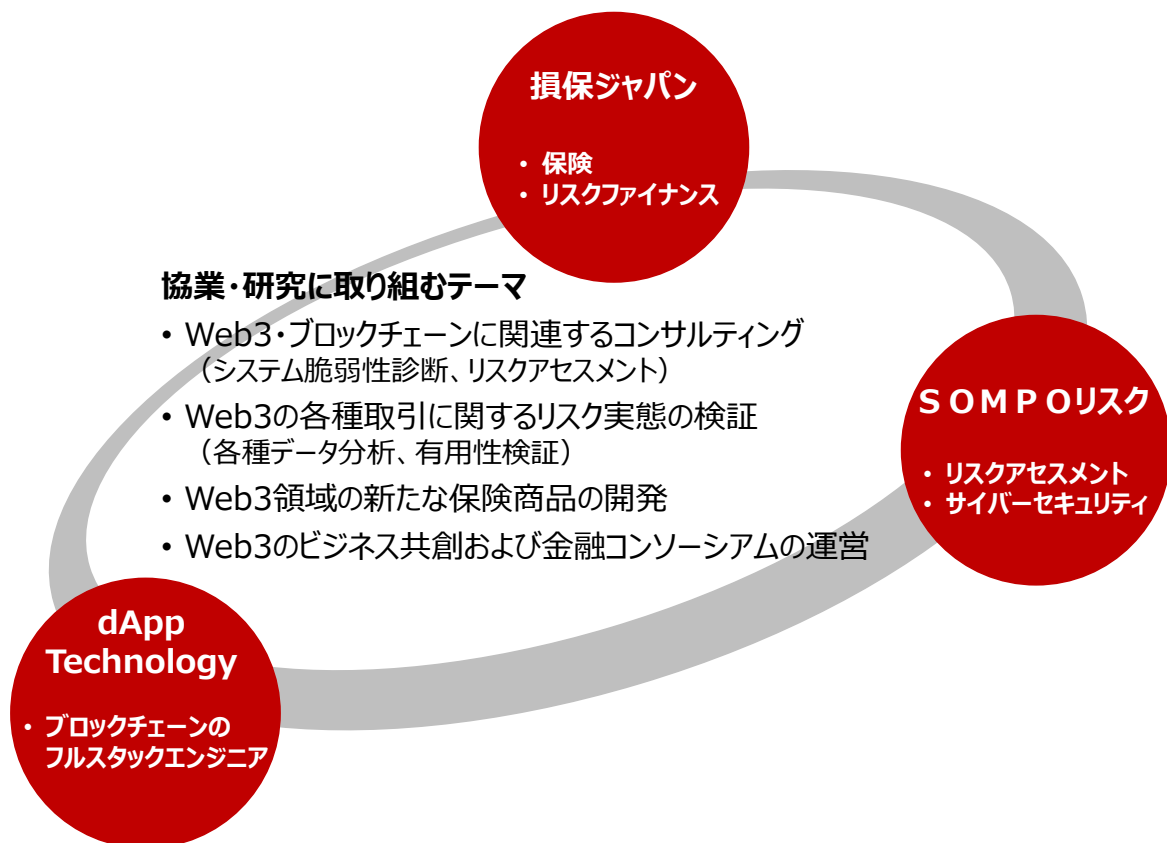 損保ジャパン
・ 保険
・ リスクファイナンス
協業・研究に取り組むテーマ
• Web3・ブロックチェーンに関連するコンサルティング
（システム脆弱性診断、リスクアセスメント）
• Web3の各種取引に関するリスク実態の検証
（各種データ分析、有用性検証）
• Web3領域の新たな保険商品の開発
• Web3のビジネス共創および金融コンソーシアムの運営
ＳＯＭＰＯリスク
・ リスクアセスメント
・ サイバーセキュリティ
dApp
Technology
・ ブロックチェーンの
フルスタックエンジニア